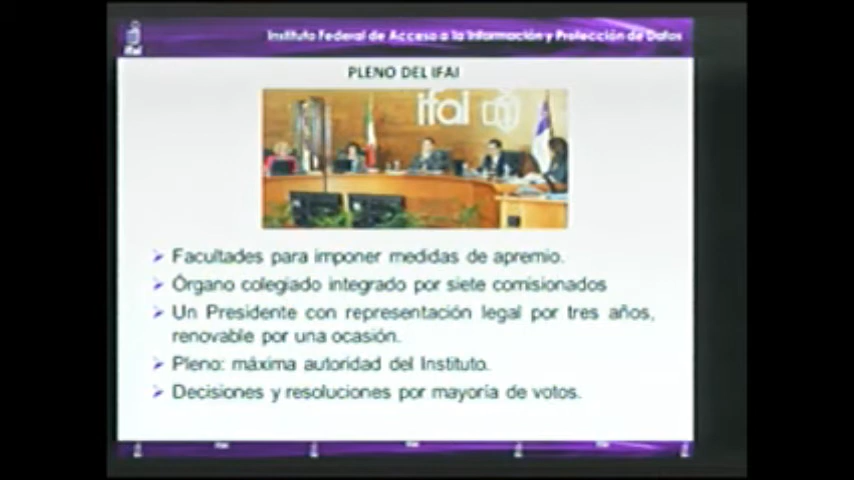 ifai
Instituto Federal de Acceso a la Información y Protección de Datos
PLENO DEL IFAI
ifai
Facultades para imponer medidas de apremio.
Órgano colegiado integrado por siete comisionados
Un Presidente con representación legal por tres años,
renovable por una ocasión.
Pleno: máxima autoridad del Instituto.
Decisiones y resoluciones por mayoría de votos.